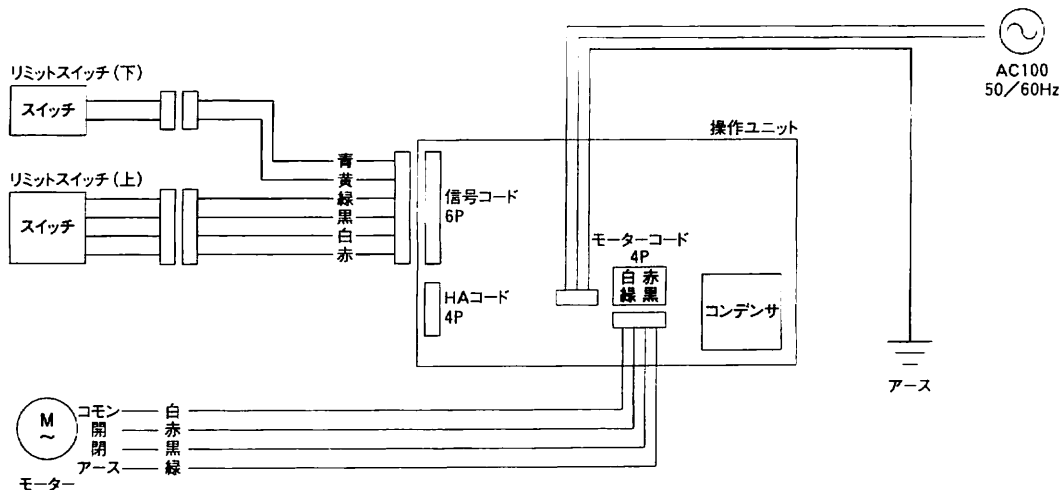 リミットスイッチ(下)
スイッチ
リミットスイッチ(上)
スイッチ
青
黄
緑
黒
白
赤
AC100
50/60Hz
操作ユニット
信号コード
6P
HAコード
4P
モーターコード
4P
白 赤
緑 黒
コンデンサ
アース
M
~
モーター
コモン 白
開 赤
閉 黒
アース 緑